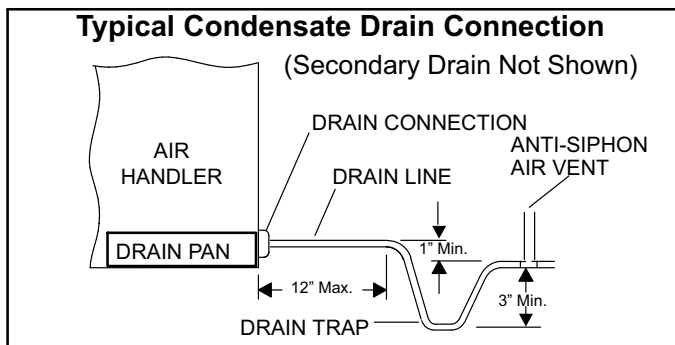 Typical Condensate Drain Connection
(Secondary Drain Not Shown)
DRAIN CONNECTION
ANTI-SIPHON
AIR VENT
AIR
HANDLER
DRAIN LINE
DRAIN PAN
1” Min.
12” Max.
3” Min.
DRAIN TRAP